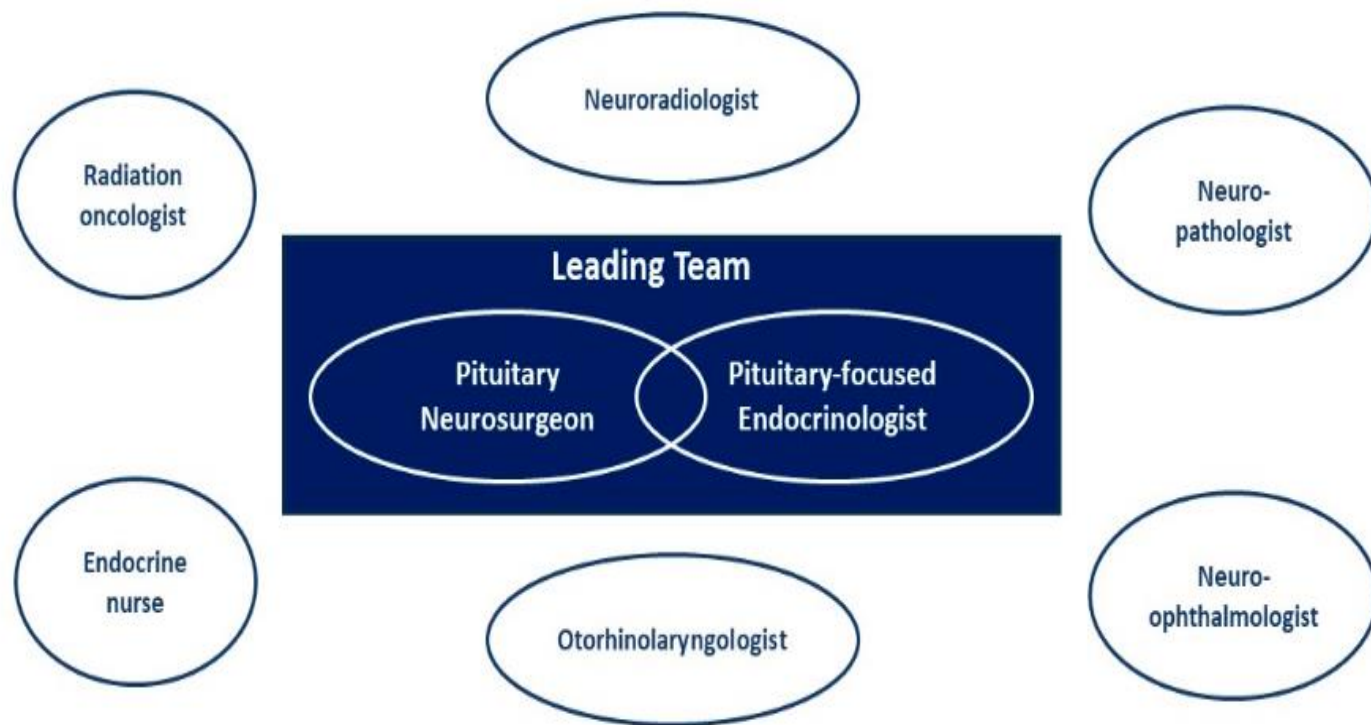 Neuroradiologist
Radiation
oncologist
Neuro-
pathologist
Leading Team
Pituitary
Neurosurgeon
Pituitary-focused
Endocrinologist
Endocrine
nurse
Otorhinolaryngologist
Neuro-
ophthalmologist